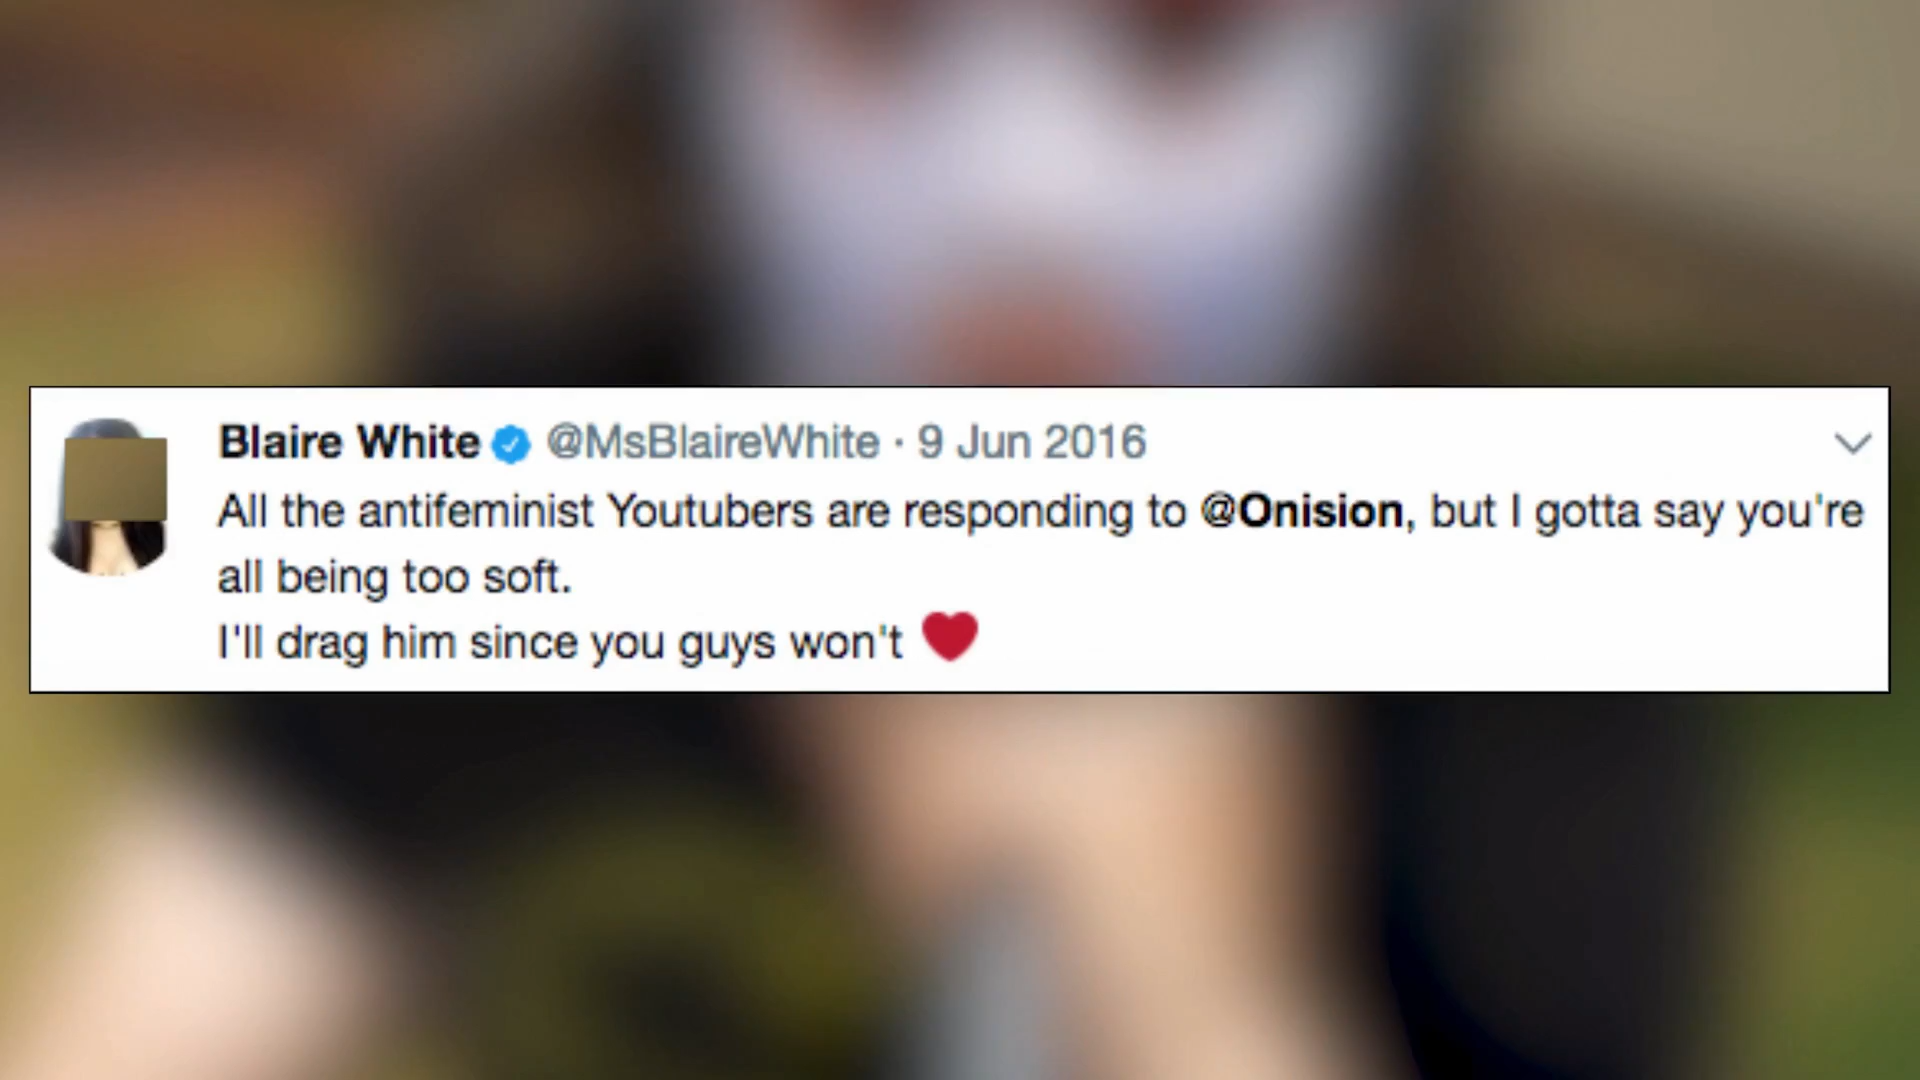 Blaire White @MsBlaireWhite · 9 Jun 2016
All the antifeminist Youtubers are responding to @Onision, but I gotta say you're
all being too soft.
I'll drag him since you guys won't ❤